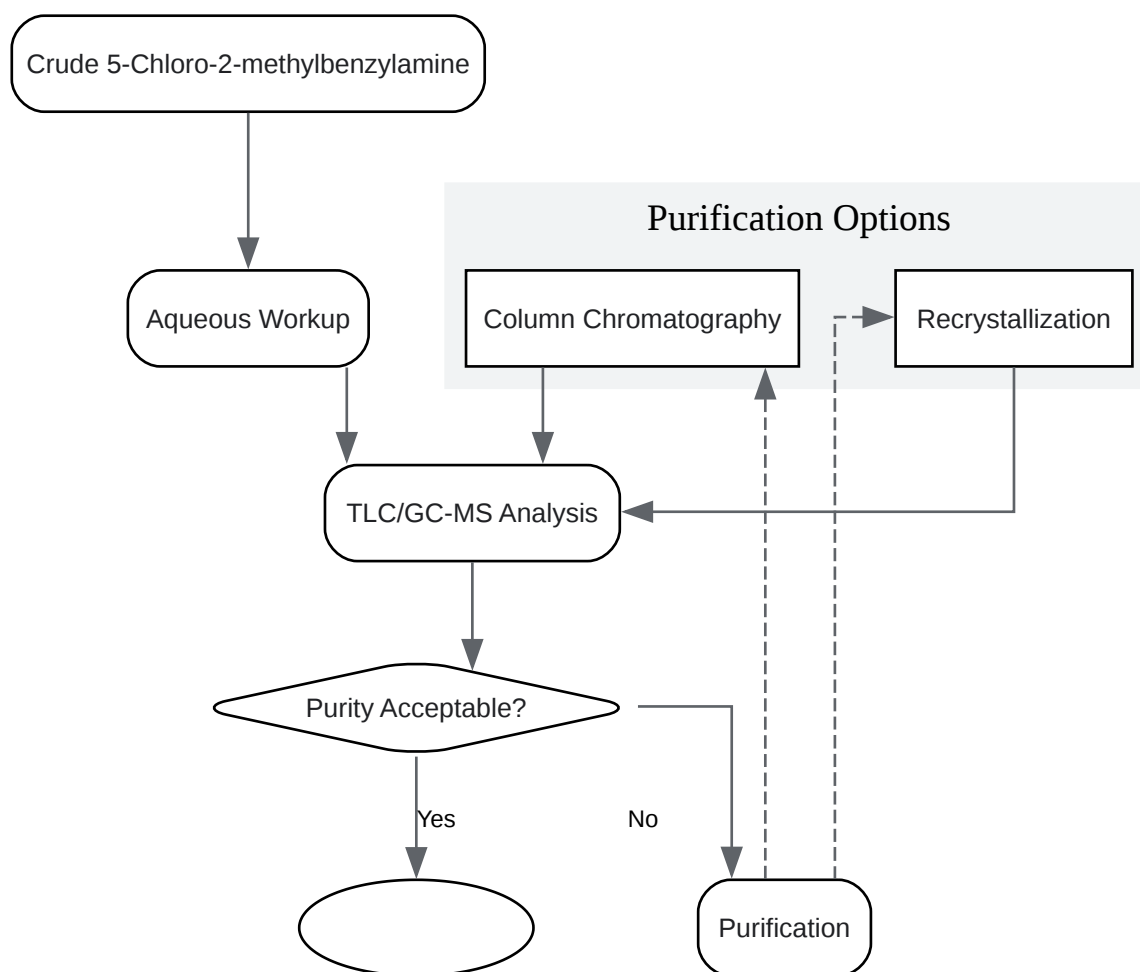 Crude 5-Chloro-2-methylbenzylamine
Purification Options
Aqueous Workup
Column Chromatography
Recrystallization
TLC/GC-MS Analysis
Purity Acceptable?
Yes
No
Purification